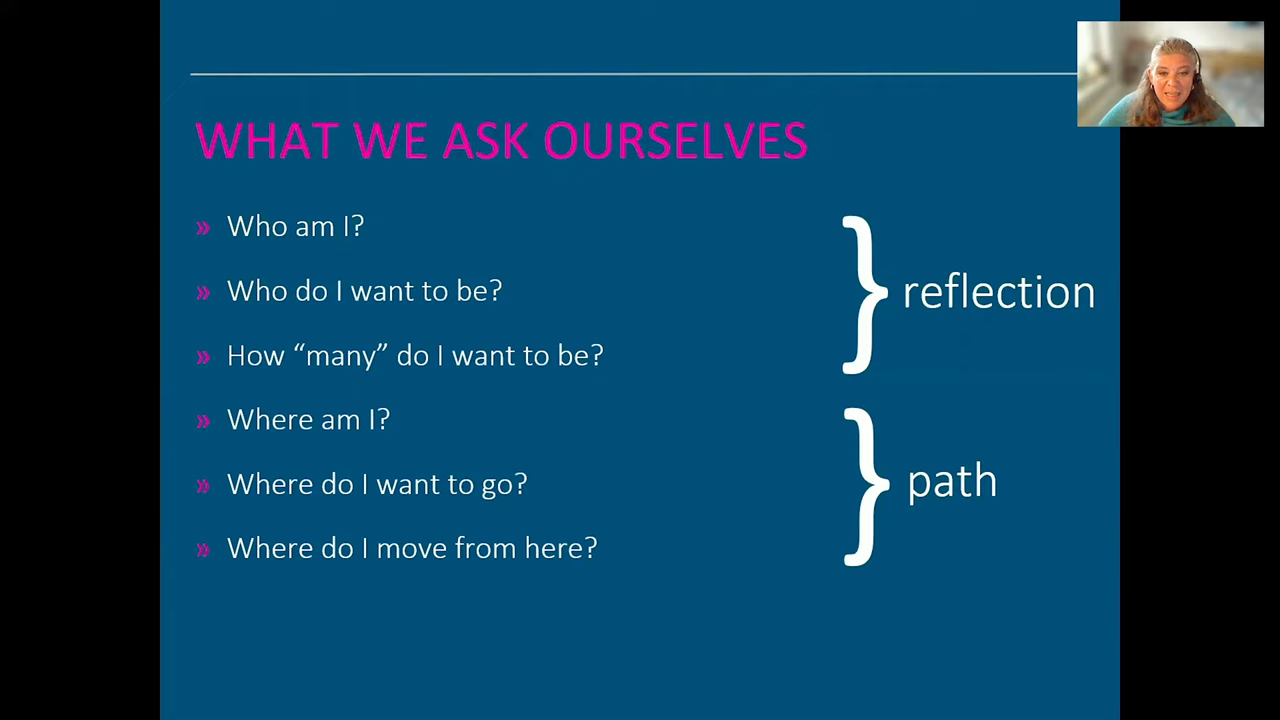 WHAT WE ASK OURSELVES
» Who am I?
» Who do I want to be?
» How “many” do I want to be?
} reflection
» Where am I?
» Where do I want to go?
» Where do I move from here?
} path